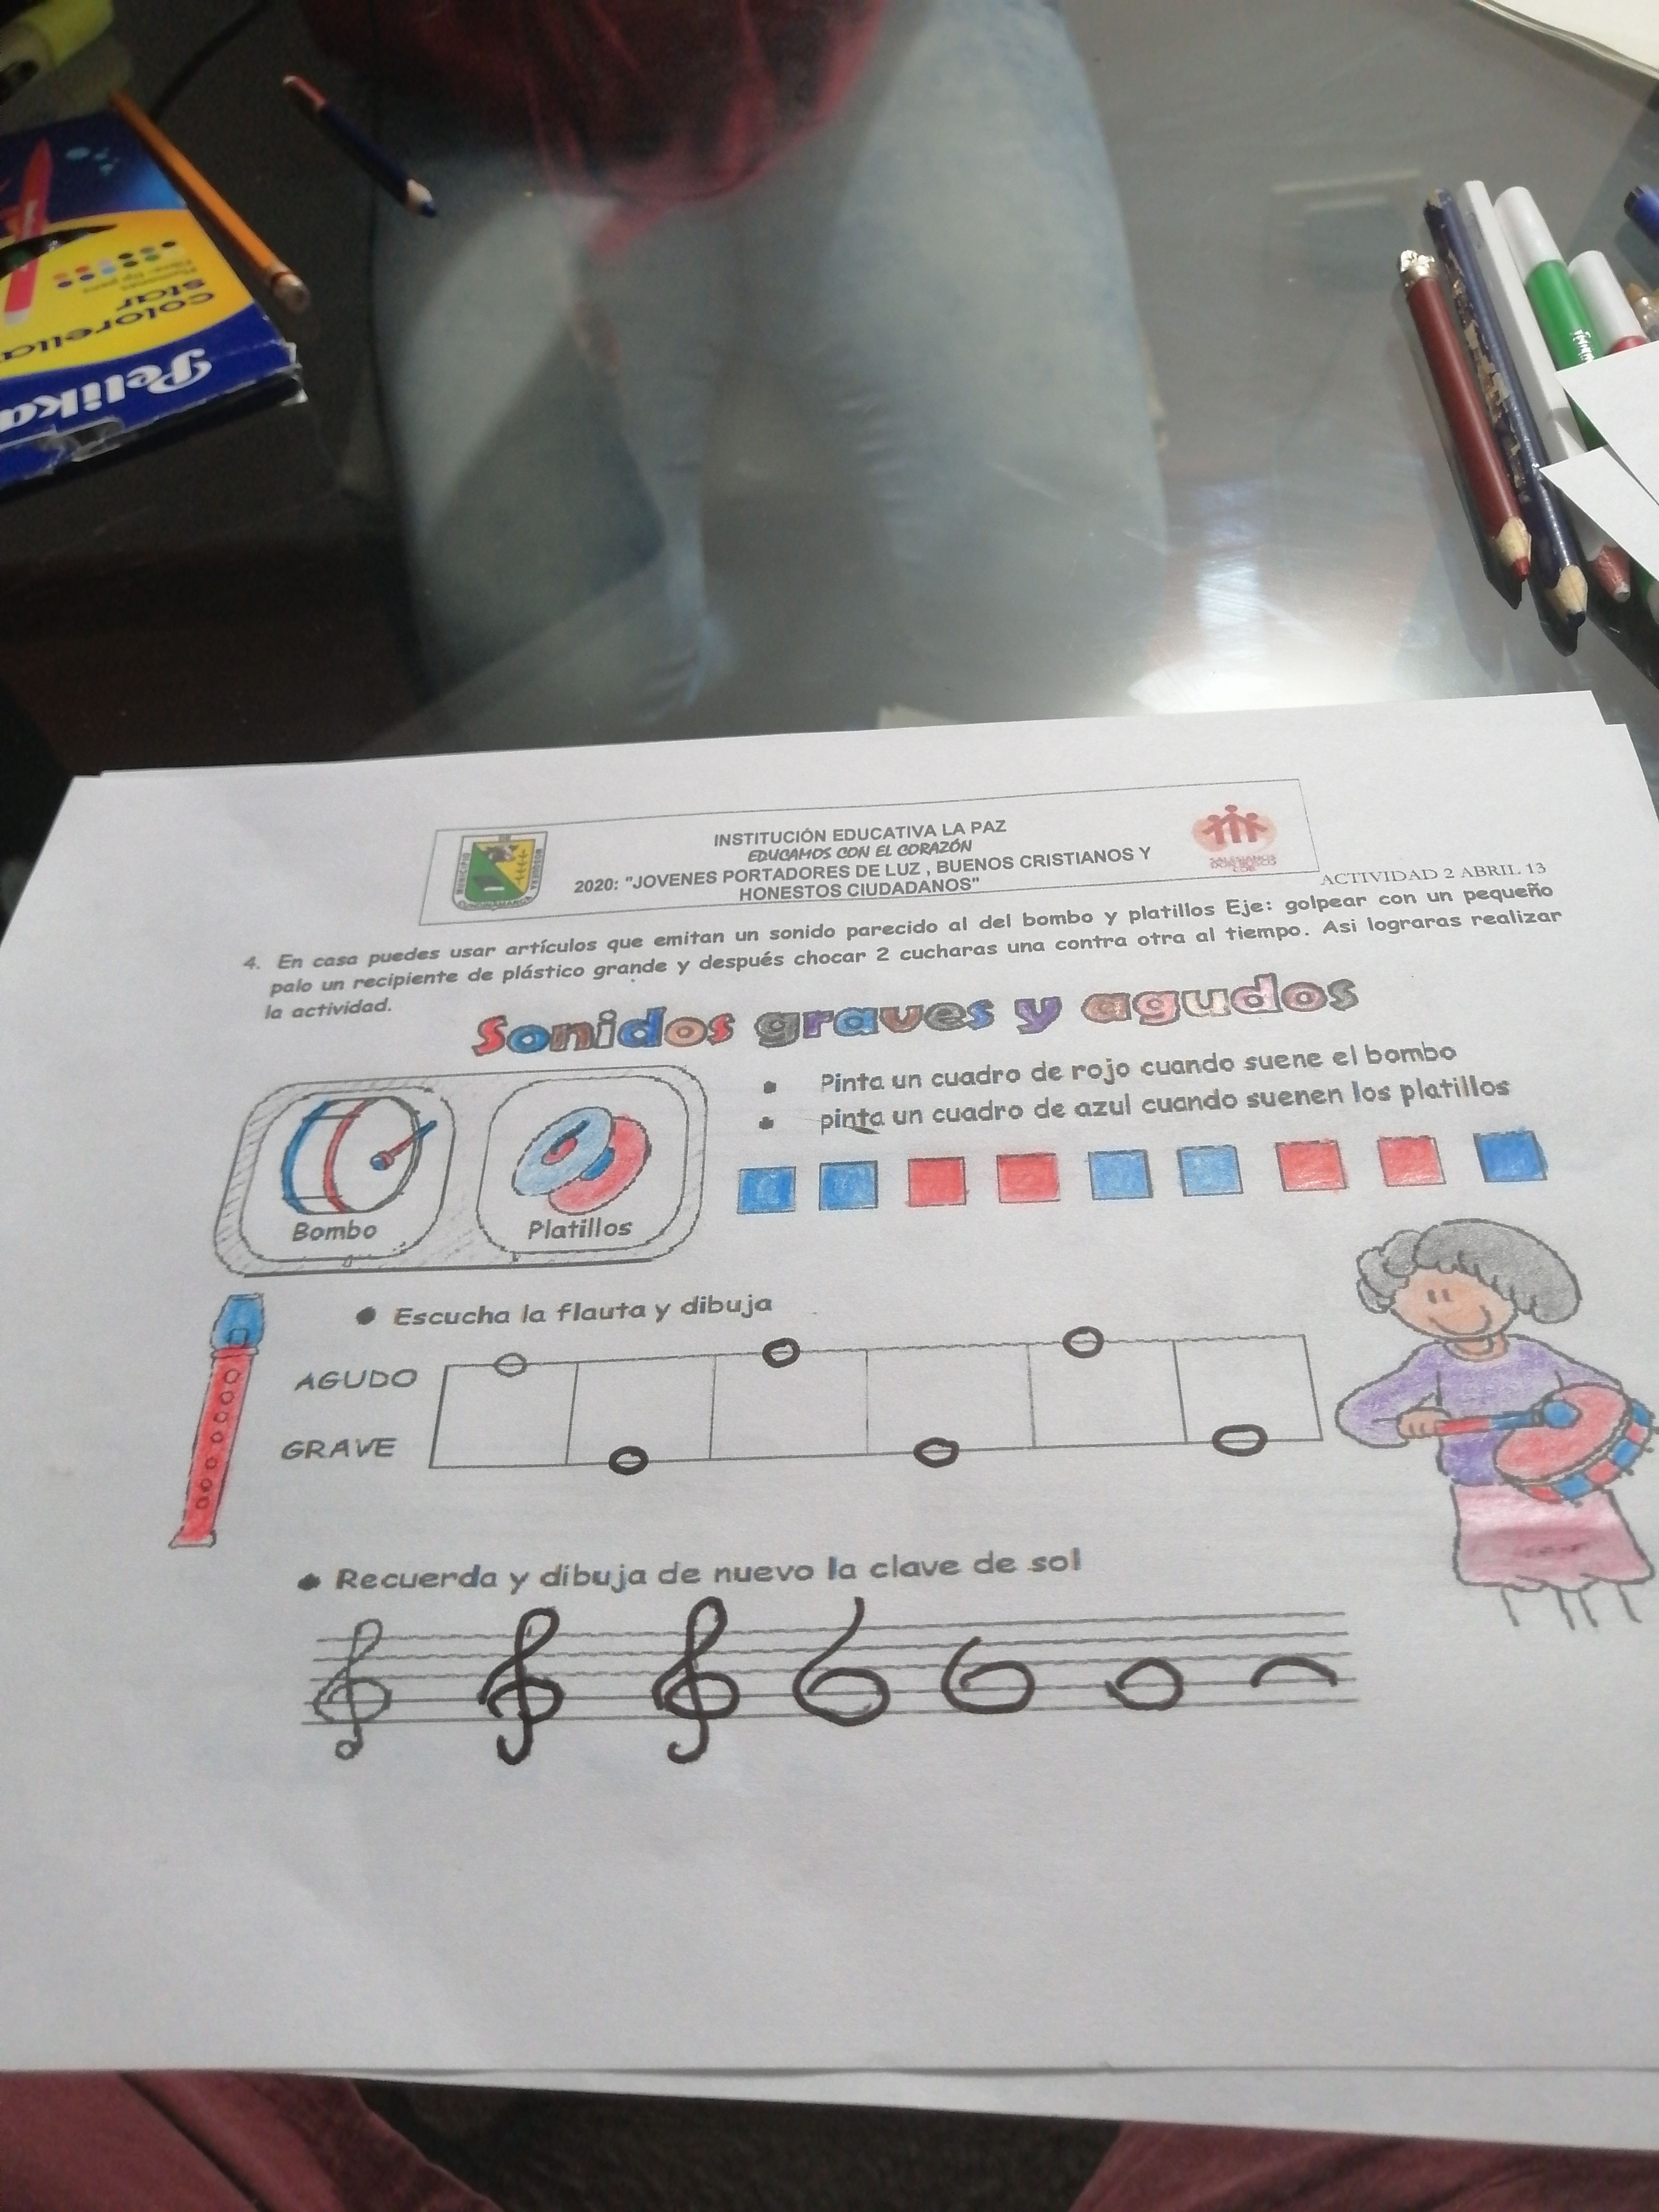 Pelika
colorella
star
INSTITUCIÓN EDUCATIVA LA PAZ
EDUCAMOS CON EL CORAZÓN
2020: "JOVENES PORTADORES DE LUZ , BUENOS CRISTIANOS Y
HONESTOS CIUDADANOS"
ACTIVIDAD 2 ABRIL 13
4. En casa puedes usar artículos que emitan un sonido parecido al del bombo y platillos Eje: golpear con un pequeño
palo un recipiente de plástico grande y después chocar 2 cucharas una contra otra al tiempo. Asi lograras realizar
la actividad.
Sonidos graves y agudos
• Pinta un cuadro de rojo cuando suene el bombo
• pinta un cuadro de azul cuando suenen los platillos
Bombo
Platillos
• Escucha la flauta y dibuja
AGUDO
GRAVE
• Recuerda y dibuja de nuevo la clave de sol